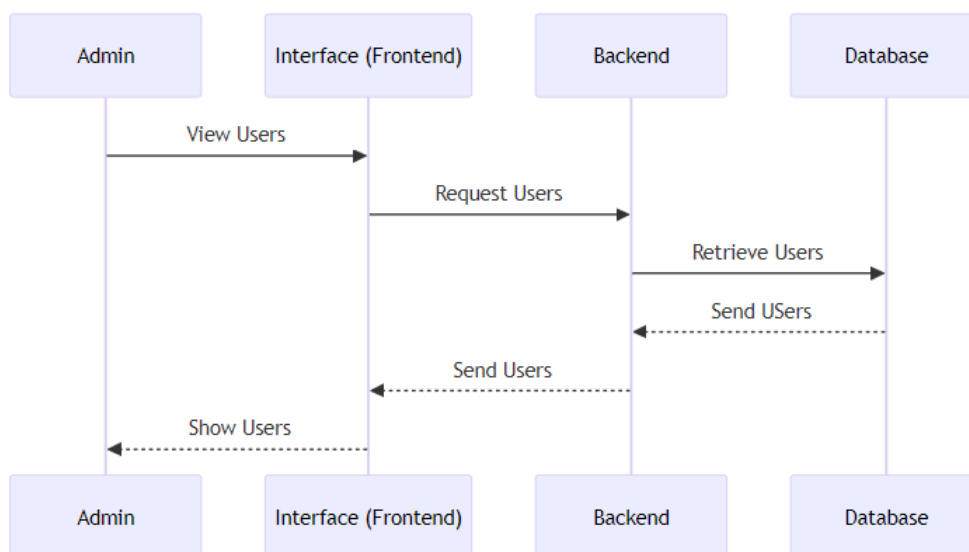 Admin
Interface (Frontend)
Backend
Database
View Users
Request Users
Retrieve Users
Send USers
Send Users
Show Users
Admin
Interface (Frontend)
Backend
Database